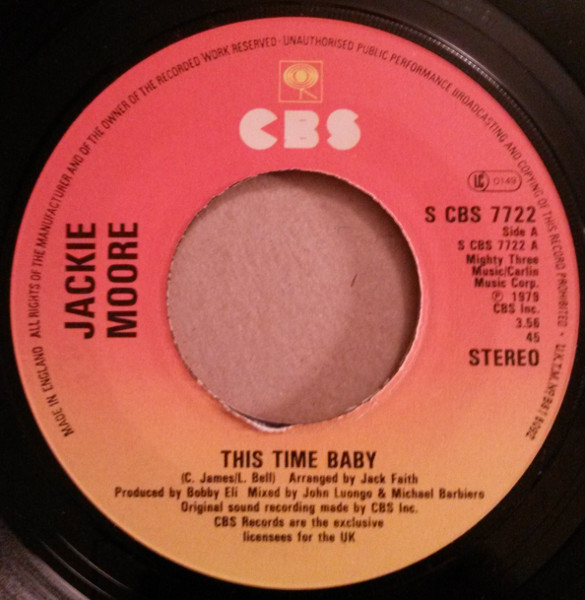 MADE IN ENGLAND ALL RIGHTS OF THE MANUFACTURER AND OF THE OWNER OF THE RECORDED WORK RESERVED · UNAUTHORISED PUBLIC PERFORMANCE BROADCASTING AND COPYING OF THIS RECORD PROHIBITED · U.K.T.M. Nº
CBS
LC 0149
S CBS 7722
Side A
S CBS 7722 A
Mighty Three
Music/Carlin
Music Corp.
℗ 1979
CBS Inc.
3.56
45
STEREO
JACKIE
MOORE
THIS TIME BABY
(C. James/L. Bell) Arranged by Jack Faith
Produced by Bobby Eli Mixed by John Luongo & Michael Barbiero
Original sound recording made by CBS Inc.
CBS Records are the exclusive
licensees for the UK